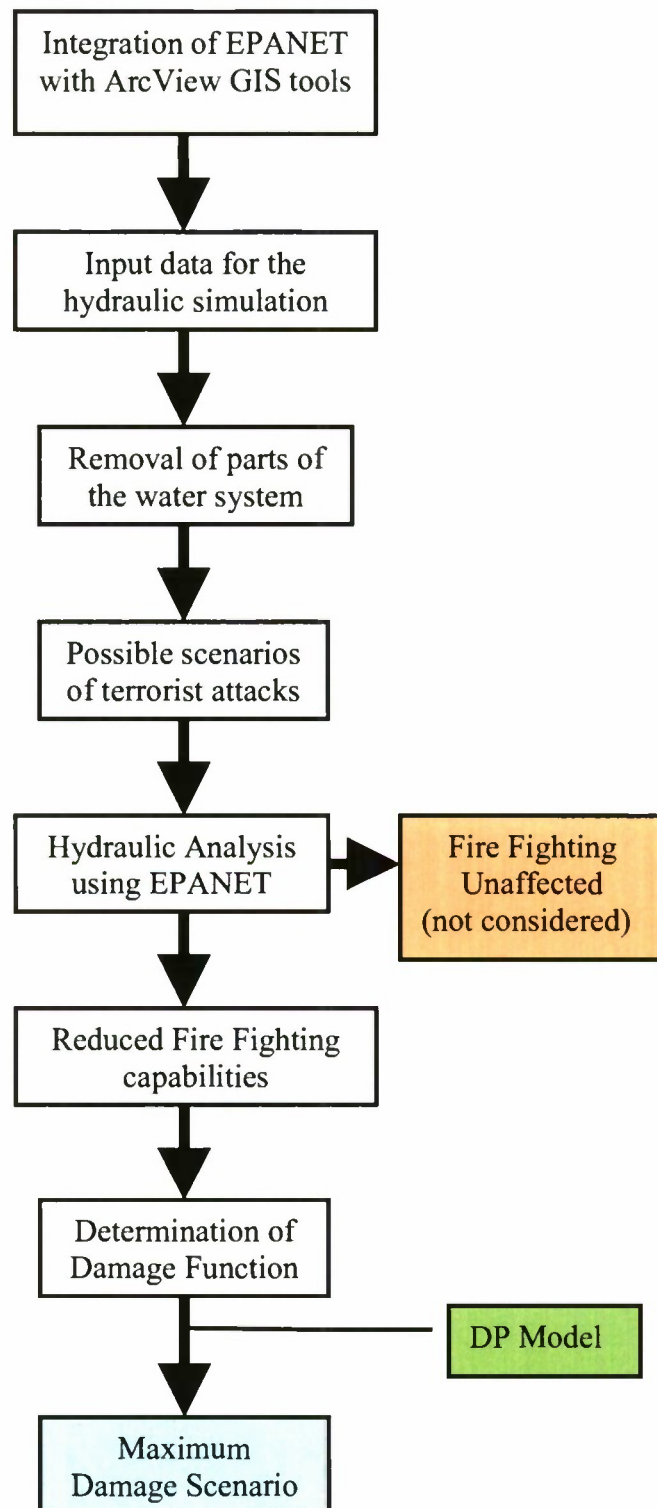 Integration of EPANET
with ArcView GIS tools
Input data for the
hydraulic simulation
Removal of parts of
the water system
Possible scenarios
of terrorist attacks
Hydraulic Analysis
using EPANET
Fire Fighting
Unaffected
(not considered)
Reduced Fire Fighting
capabilities
Determination of
Damage Function
DP Model
Maximum
Damage Scenario